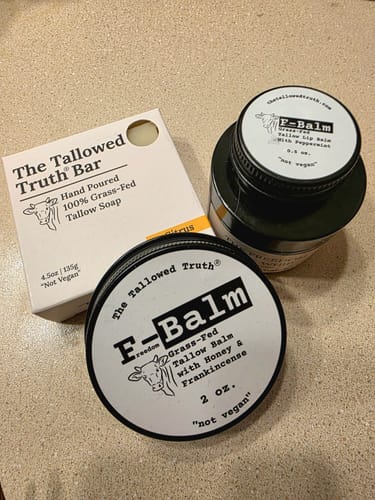 The Tallowed
Truth® Bar
Hand Poured
100% Grass-Fed
Tallow Soap
4.5oz | 135g
"Not Vegan"
Citrus
thetallowedtruth.com
F-Balm
Grass-Fed
Tallow Lip Balm
With Peppermint
0.5 oz.
"not vegan"
The Tallowed Truth®
F-Balm
reedom
Grass-Fed
Tallow Balm
with Honey &
Frankincense
2 oz.
"not vegan"